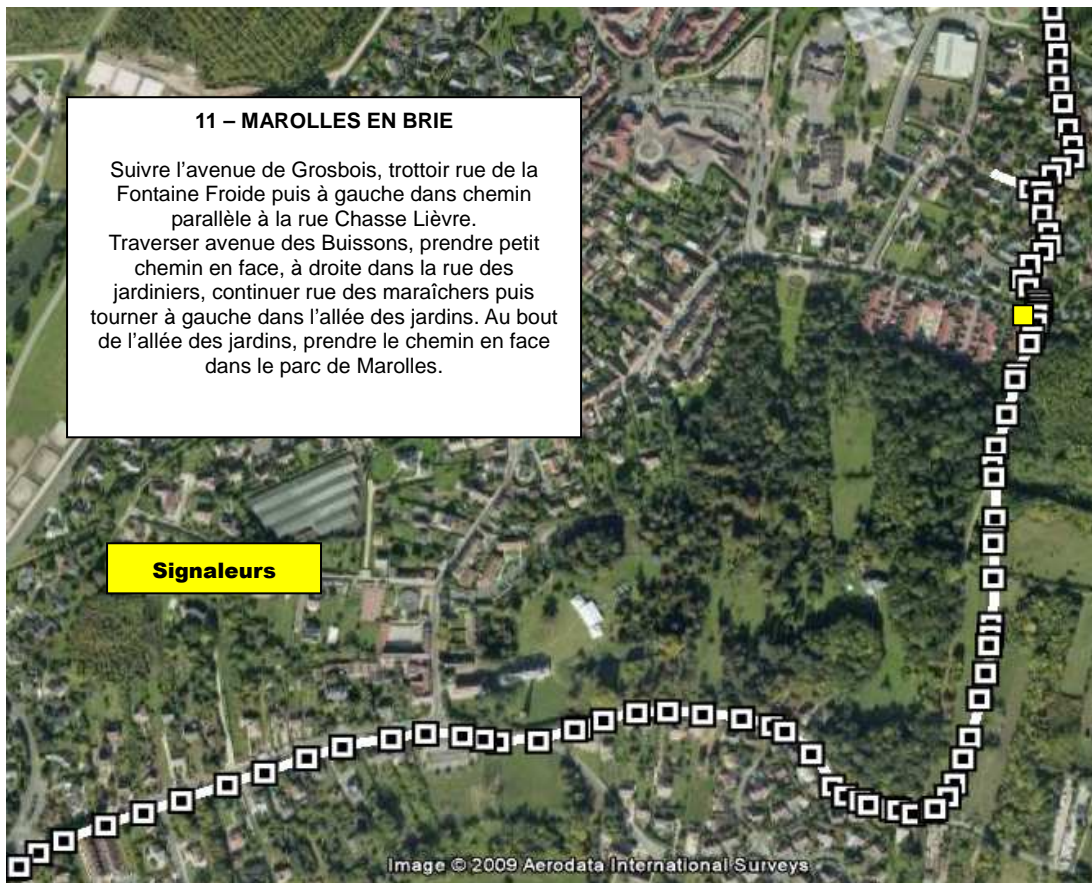 11 – MAROLLES EN BRIE
Suivre l’avenue de Grosbois, trottoir rue de la
Fontaine Froide puis à gauche dans chemin
parallèle à la rue Chasse Lièvre.
Traverser avenue des Buissons, prendre petit
chemin en face, à droite dans la rue des
jardiniers, continuer rue des maraîchers puis
tourner à gauche dans l’allée des jardins. Au bout
de l’allée des jardins, prendre le chemin en face
dans le parc de Marolles.
Signaleurs
Image © 2009 Aerodata International Surveys